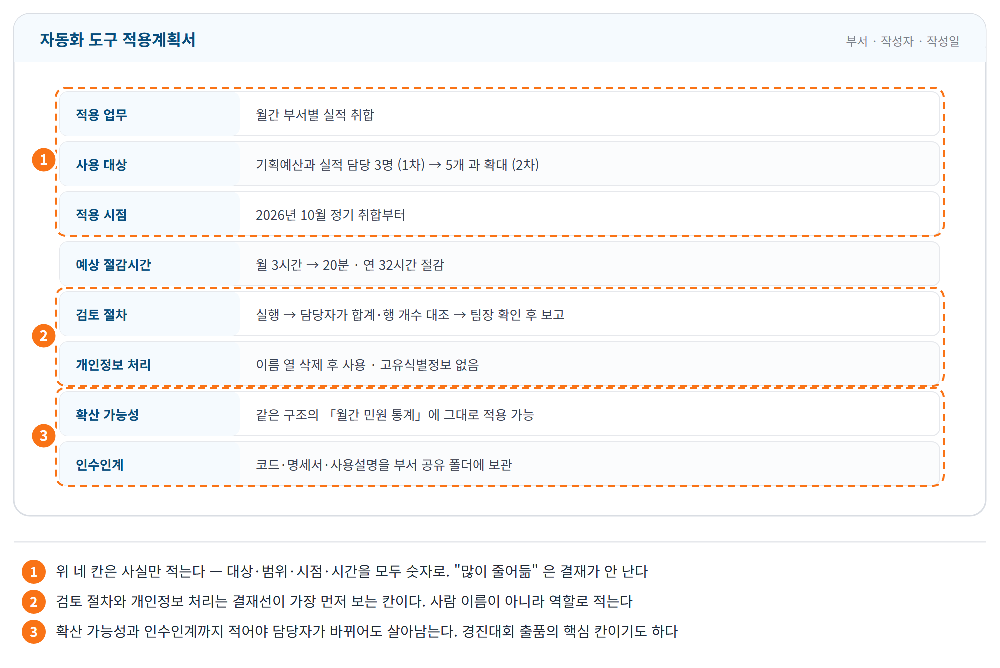 자동화 도구 적용계획서
부서 · 작성자 · 작성일
적용 업무
월간 부서별 실적 취합
1
사용 대상
기획예산과 실적 담당 3명 (1차) → 5개 과 확대 (2차)
적용 시점
2026년 10월 정기 취합부터
예상 절감시간
월 3시간 → 20분 · 연 32시간 절감
검토 절차
실행 → 담당자가 합계·행 개수 대조 → 팀장 확인 후 보고
2
개인정보 처리
이름 열 삭제 후 사용 · 고유식별정보 없음
확산 가능성
같은 구조의 「월간 민원 통계」에 그대로 적용 가능
3
인수인계
코드·명세서·사용설명을 부서 공유 폴더에 보관
1 위 네 칸은 사실만 적는다 — 대상·범위·시점·시간을 모두 숫자로. "많이 줄어듦" 은 결재가 안 난다
2 검토 절차와 개인정보 처리는 결재선이 가장 먼저 보는 칸이다. 사람 이름이 아니라 역할로 적는다
3 확산 가능성과 인수인계까지 적어야 담당자가 바뀌어도 살아남는다. 경진대회 출품의 핵심 칸이기도 하다